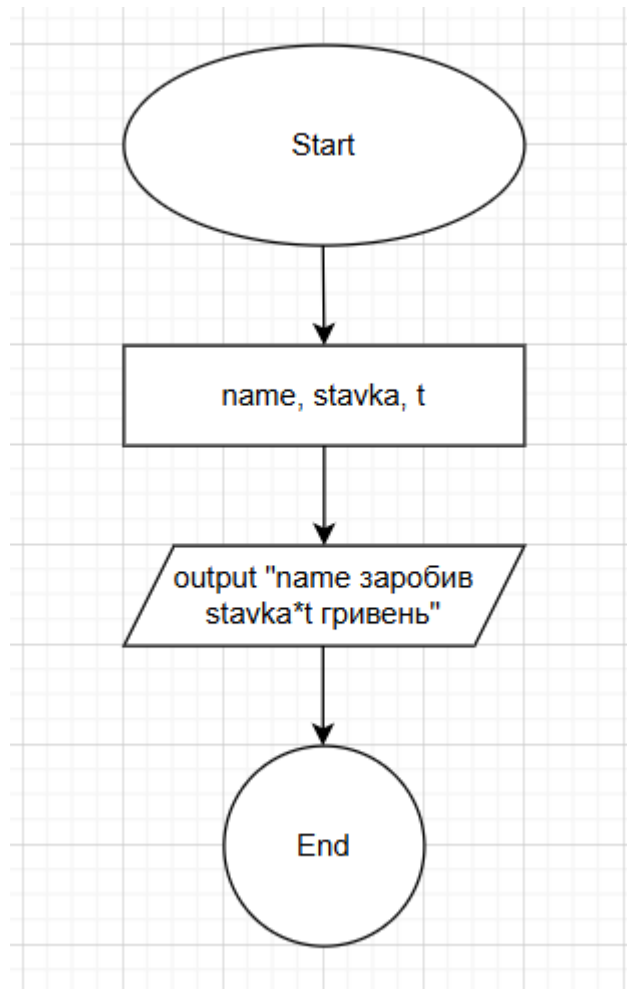 Start
name, stavka, t
output "name заробив
stavka*t гривень"
End